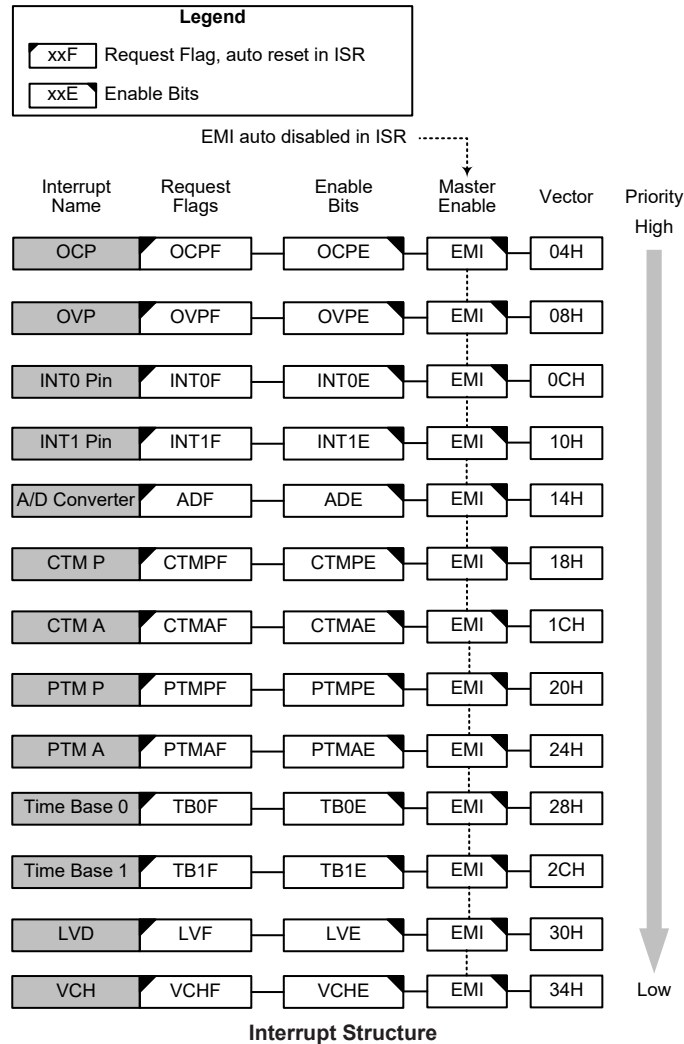 Legend
xxF Request Flag, auto reset in ISR
xxE Enable Bits
EMI auto disabled in ISR
Interrupt Name Request Flags Enable Bits Master Enable Vector Priority
High
OCP OCPF OCPE EMI 04H
OVP OVPF OVPE EMI 08H
INT0 Pin INT0F INT0E EMI 0CH
INT1 Pin INT1F INT1E EMI 10H
A/D Converter ADF ADE EMI 14H
CTM P CTMPF CTMPE EMI 18H
CTM A CTMAF CTMAE EMI 1CH
PTM P PTMPF PTMPE EMI 20H
PTM A PTMAF PTMAE EMI 24H
Time Base 0 TB0F TB0E EMI 28H
Time Base 1 TB1F TB1E EMI 2CH
LVD LVF LVE EMI 30H
VCH VCHF VCHE EMI 34H Low
Interrupt Structure